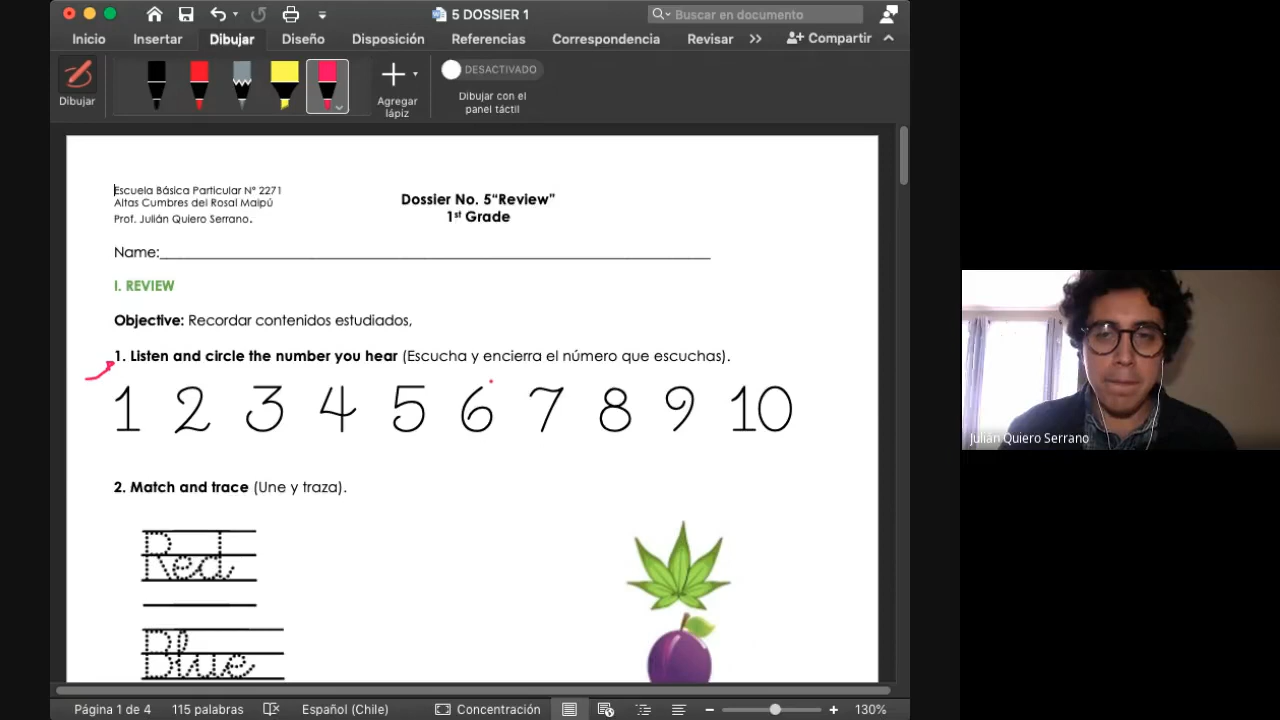 5 DOSSIER 1
Buscar en documento
Inicio Insertar Dibujar Diseño Disposición Referencias Correspondencia Revisar Compartir
DESACTIVADO
Dibujar
Agregar lápiz
Dibujar con el panel táctil
Escuela Básica Particular N° 2271
Altas Cumbres del Rosal Maipú
Prof. Julián Quiero Serrano.
Dossier No. 5“Review”
1st Grade
Name:
I. REVIEW
Objective: Recordar contenidos estudiados,
1. Listen and circle the number you hear (Escucha y encierra el número que escuchas).
1 2 3 4 5 6 7 8 9 10
2. Match and trace (Une y traza).
Red
Blue
Julián Quiero Serrano
Página 1 de 4 115 palabras Español (Chile) Concentración 130%